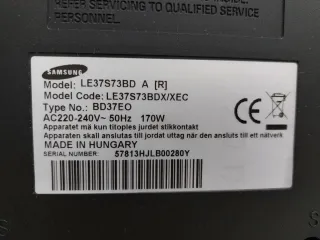 REFER SERVICING TO QUALIFIED SERVICE
PERSONNEL.
SAMSUNG
Model: LE37S73BD A [R]
Model Code: LE37S73BDX/XEC
Type No.: BD37EO
AC220-240V~ 50Hz 170W
Apparatet må kun tilkoples jordet stikkontakt
Apparaten skall anslutas till jordat uttag när den ansluts till ett nätverk
MADE IN HUNGARY
SERIAL NUMBER: 57813HJLB00280Y
CE